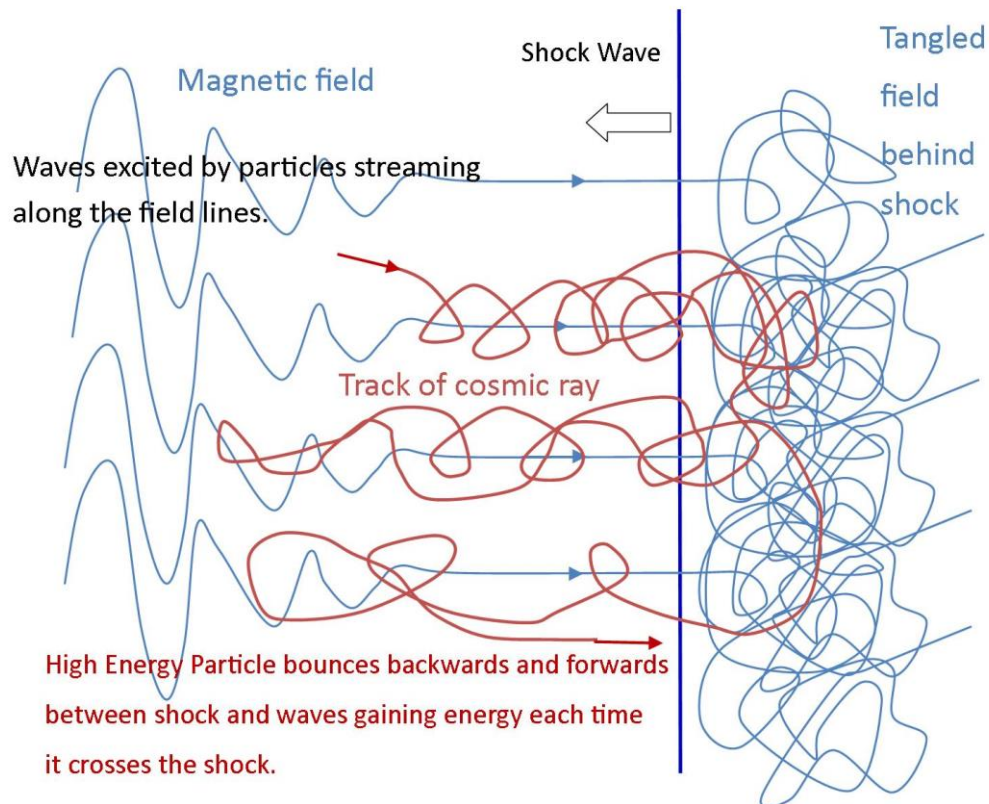 Shock Wave
Tangled
field
behind
shock
Magnetic field
Waves excited by particles streaming
along the field lines.
Track of cosmic ray
High Energy Particle bounces backwards and forwards
between shock and waves gaining energy each time
it crosses the shock.